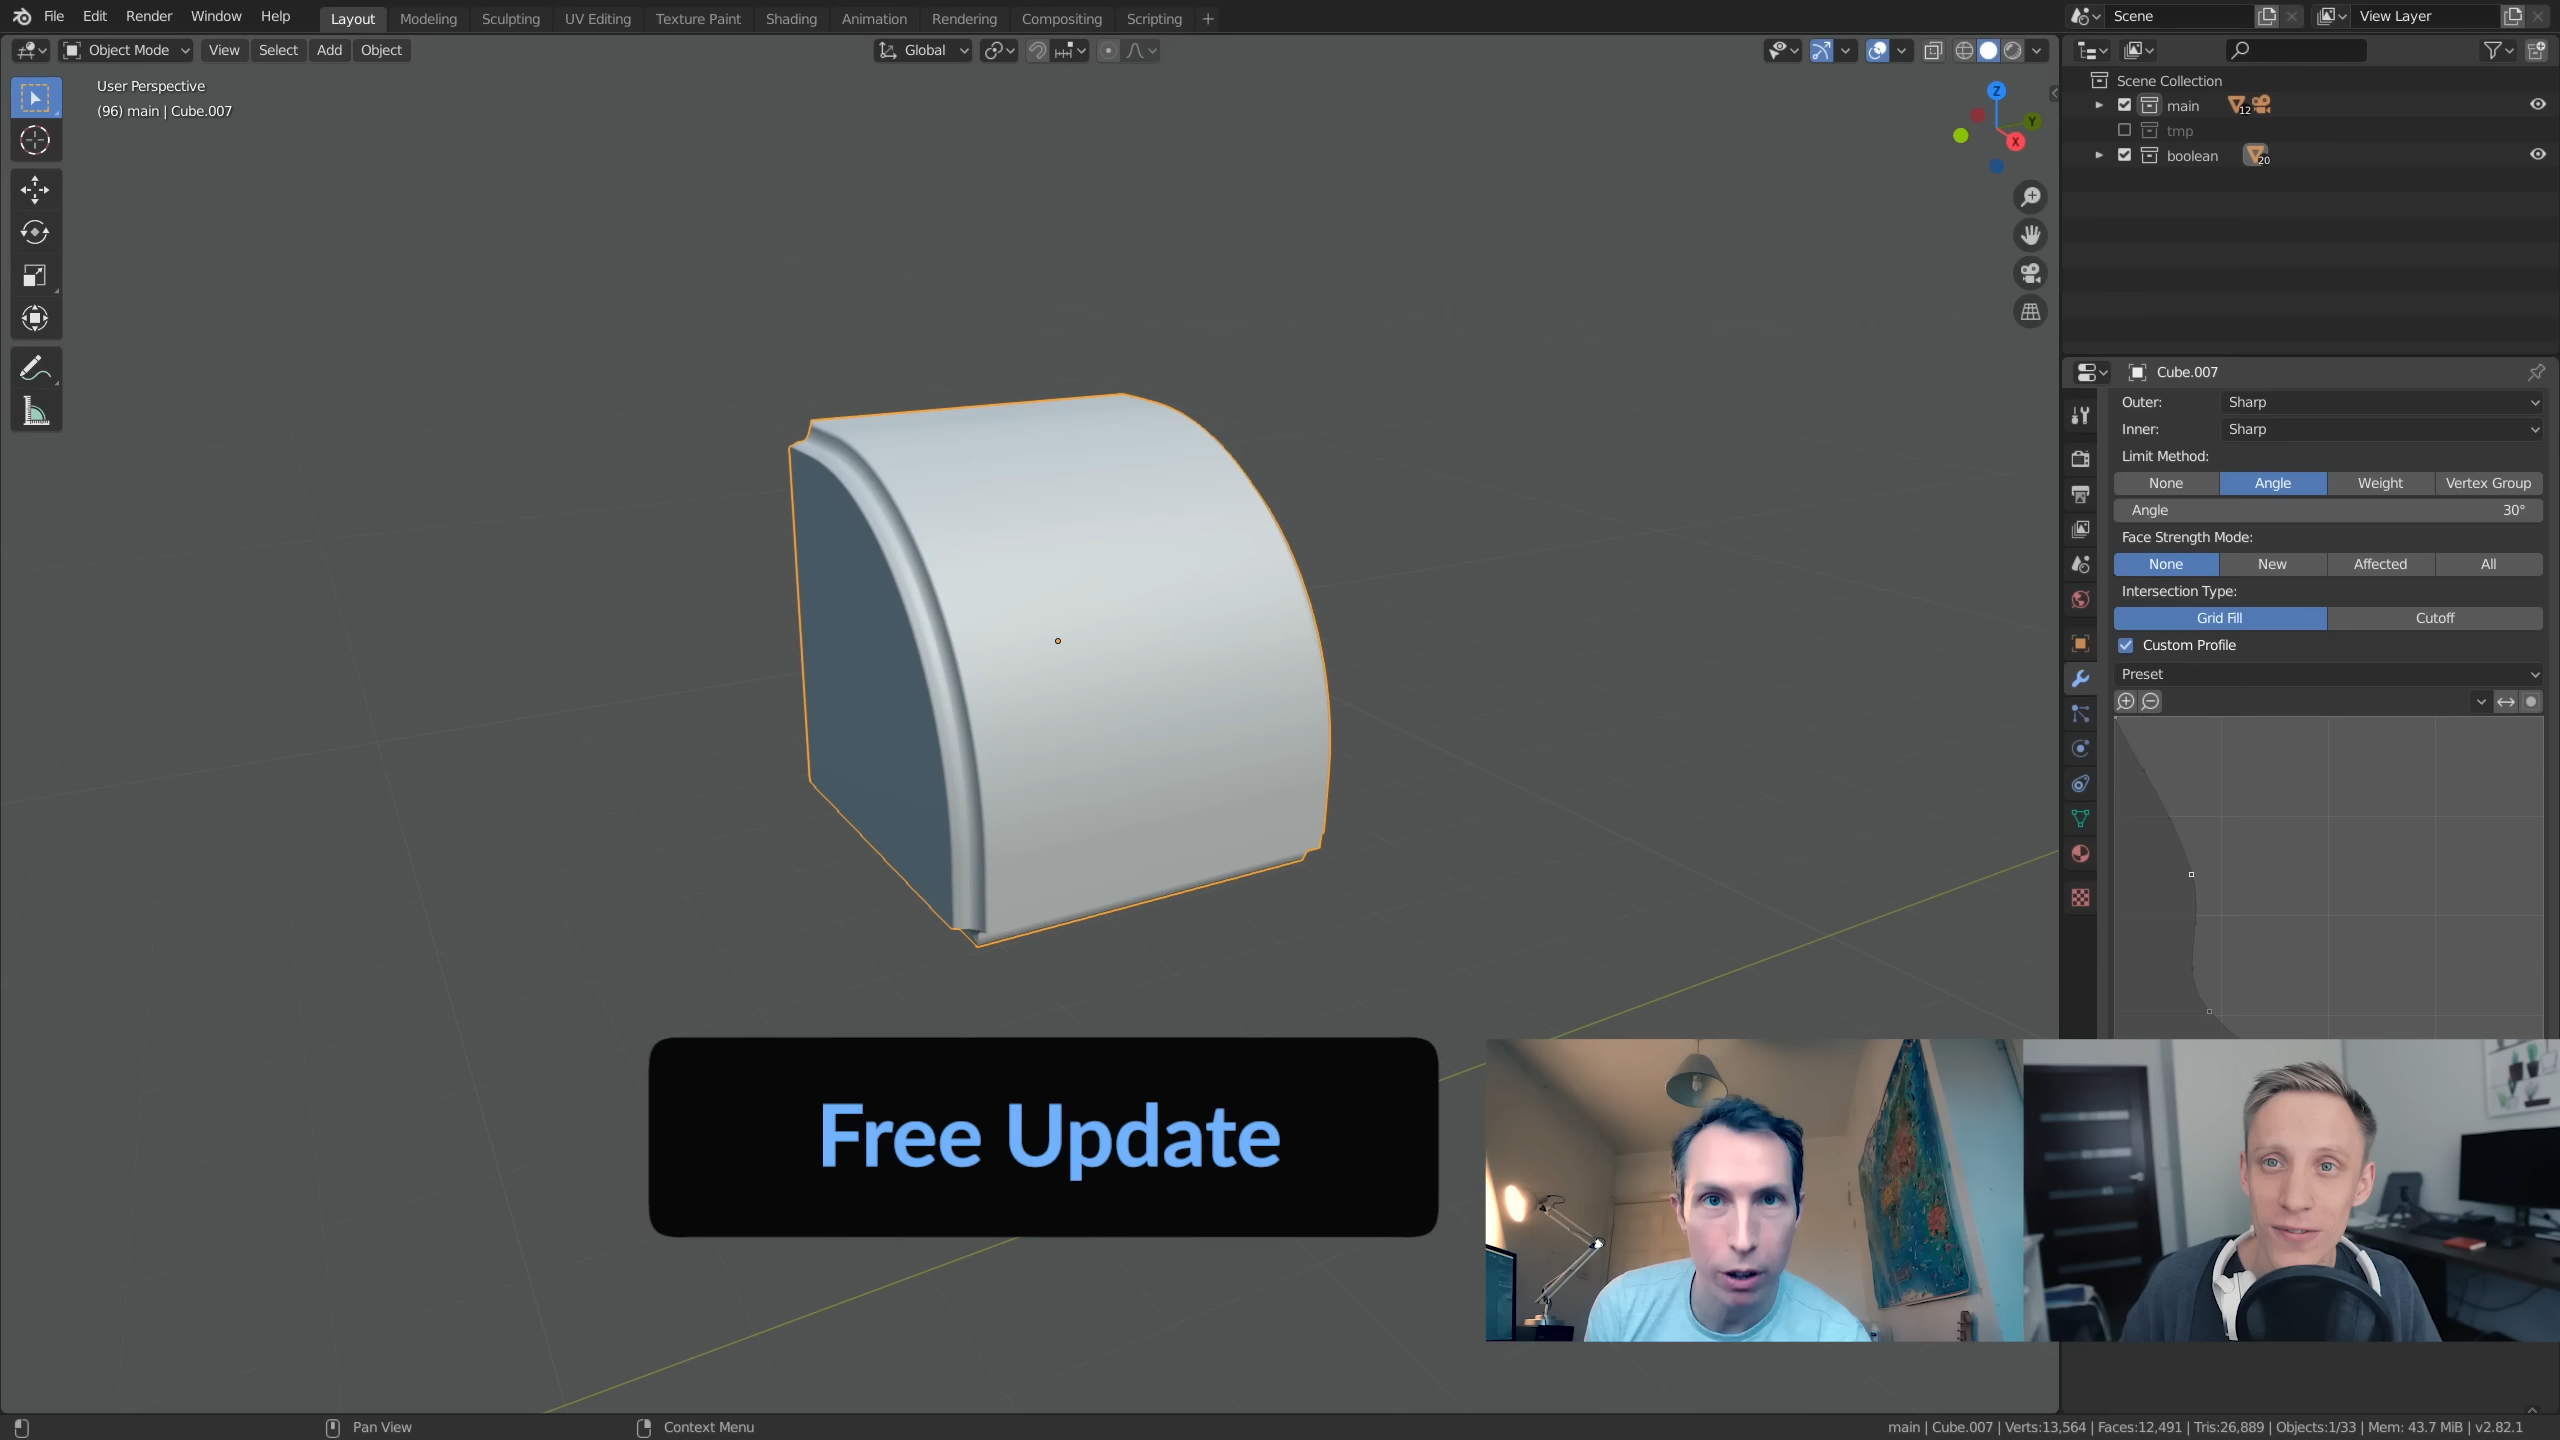 File Edit Render Window Help Layout Modeling Sculpting UV Editing Texture Paint Shading Animation Rendering Compositing Scripting + Scene View Layer
Object Mode View Select Add Object Global
User Perspective
(96) main | Cube.007
Z
Y
X
Scene Collection
main 12
tmp
boolean 20
Cube.007
Outer: Sharp
Inner: Sharp
Limit Method:
None Angle Weight Vertex Group
Angle 30°
Face Strength Mode:
None New Affected All
Intersection Type:
Grid Fill Cutoff
Custom Profile
Preset
Free Update
Pan View Context Menu main | Cube.007 | Verts:13,564 | Faces:12,491 | Tris:26,889 | Objects:1/33 | Mem: 43.7 MiB | v2.82.1